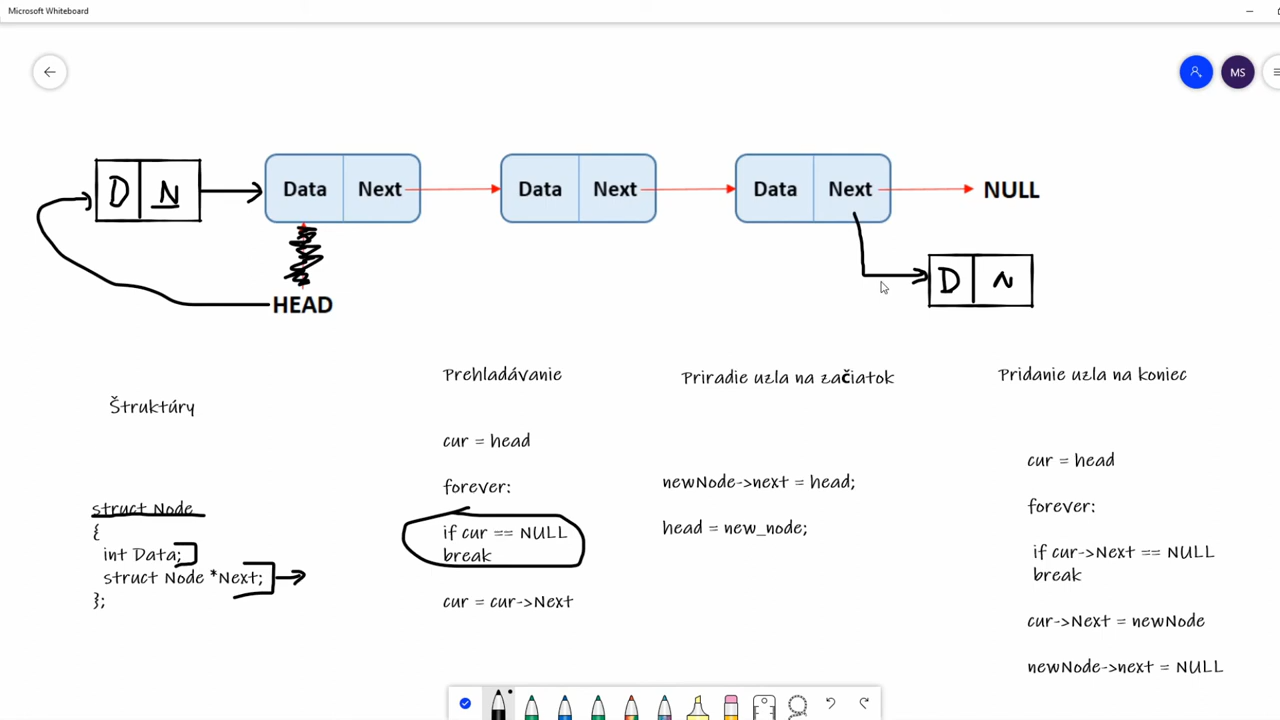 Microsoft Whiteboard
MS
D N
Data Next
Data Next
Data Next
NULL
D N
HEAD
Štruktúry
struct Node
{
int Data;
struct Node *Next;
};
Prehladávanie
cur = head
forever:
if cur == NULL
break
cur = cur->Next
Priradie uzla na začiatok
newNode->next = head;
head = new_node;
Pridanie uzla na koniec
cur = head
forever:
if cur->Next == NULL
break
cur->Next = newNode
newNode->next = NULL